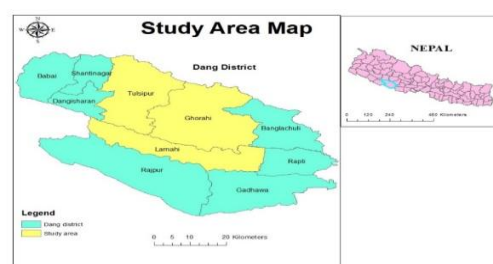 Study Area Map
N
W
E
S
Dang District
Babai
Shantinagar
Dangisharan
Tulsipur
Ghorahi
Banglachuli
Lamahi
Rapti
Rajpur
Gadhawa
Legend
Dang district
Study area
0 5 10 20 Kilometers
NEPAL
0 120 240 480 Kilometers